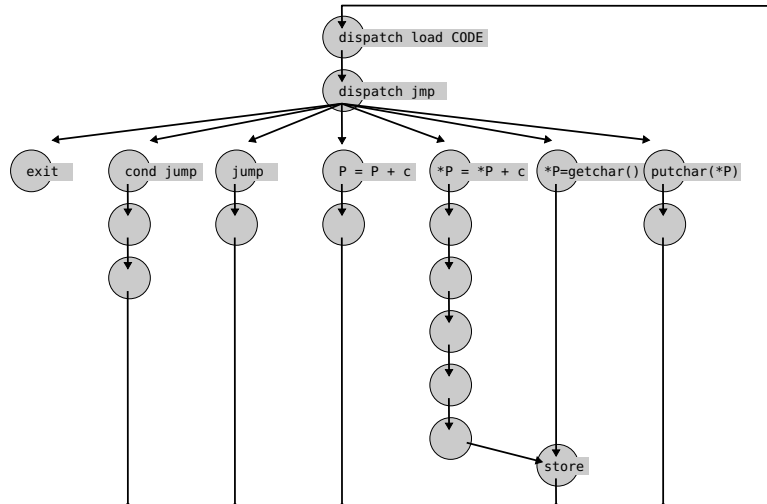 dispatch load CODE
dispatch jmp
exit
cond jump
jump
P = P + c
*P = *P + c
*P=getchar()
putchar(*P)
store